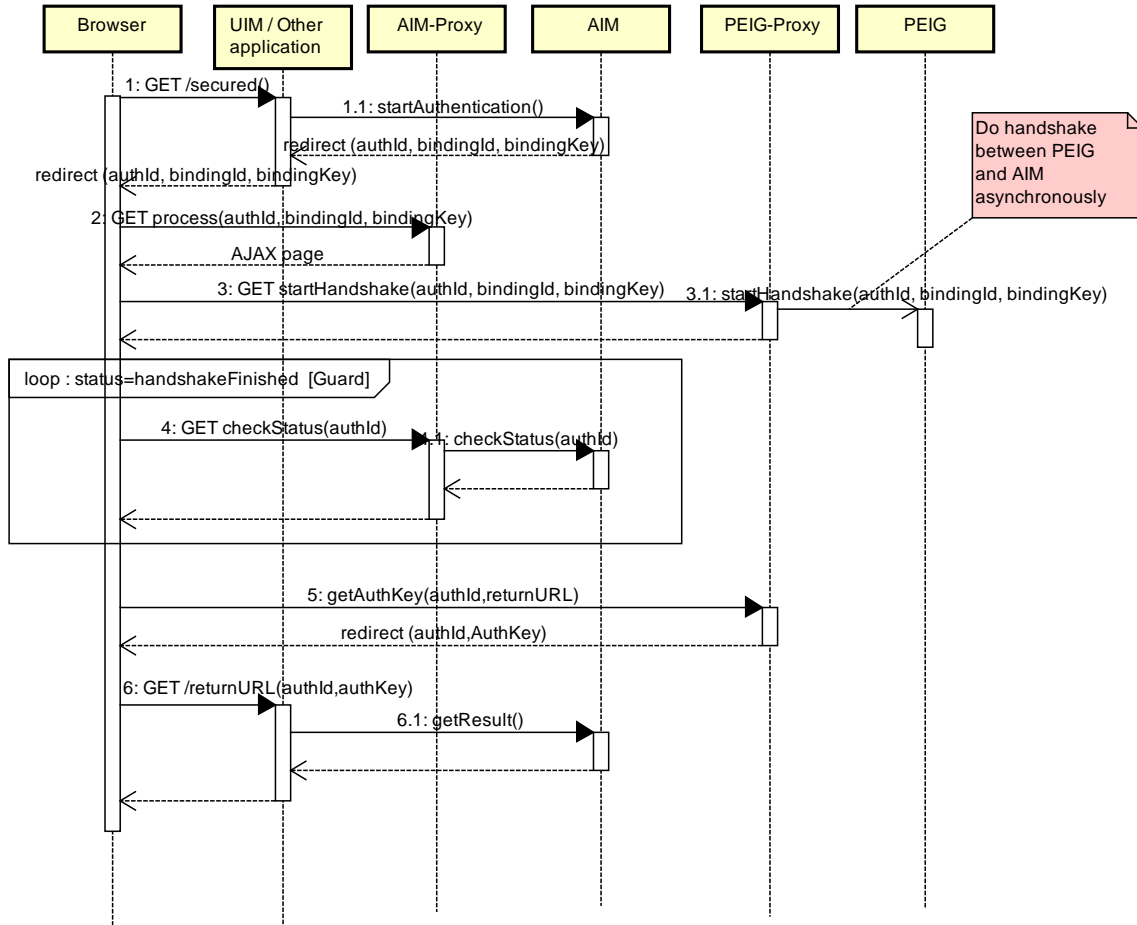 Browser
UIM / Other
application
AIM-Proxy
AIM
PEIG-Proxy
PEIG
1: GET /secured()
1.1: startAuthentication()
redirect (authId, bindingId, bindingKey)
redirect (authId, bindingId, bindingKey)
Do handshake
between PEIG
and AIM
asynchronously
2: GET process(authId, bindingId, bindingKey)
AJAX page
3: GET startHandshake(authId, bindingId, bindingKey)
3.1: startHandshake(authId, bindingId, bindingKey)
loop : status=handshakeFinished [Guard]
4: GET checkStatus(authId)
4.1: checkStatus(authId)
5: getAuthKey(authId,returnURL)
redirect (authId,AuthKey)
6: GET /returnURL(authId,authKey)
6.1: getResult()